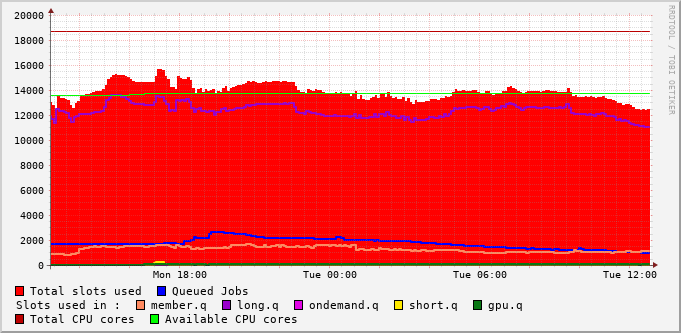 20000
18000
16000
14000
12000
10000
8000
6000
4000
2000
0
Mon 18:00 Tue 00:00 Tue 06:00 Tue 12:00
Total slots used Queued Jobs
Slots used in : member.q long.q ondemand.q short.q gpu.q
Total CPU cores Available CPU cores
RRDTOOL / TOBI OETIKER